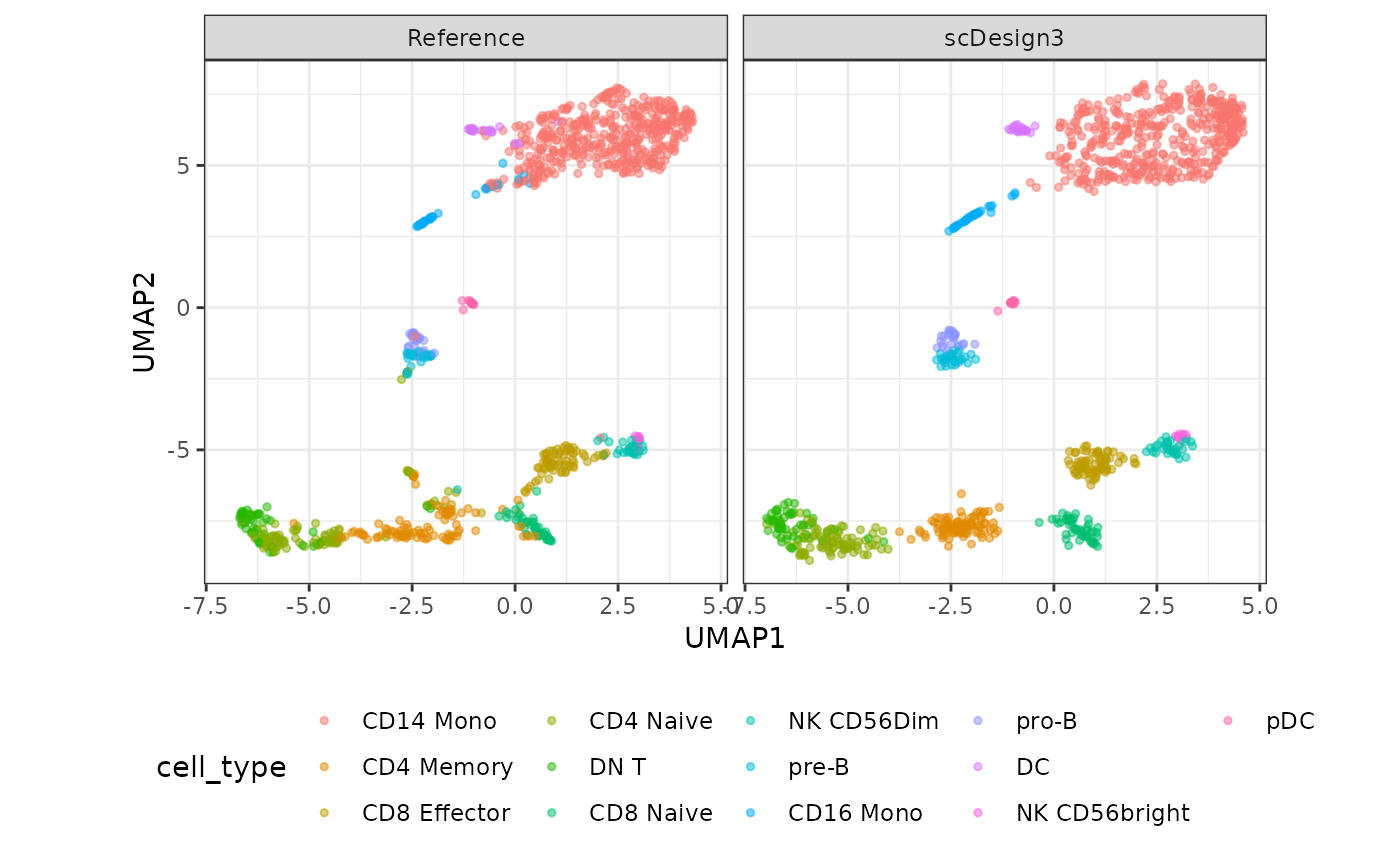 Reference scDesign3
UMAP2
5
0
-5
-7.5 -5.0 -2.5 0.0 2.5 5.0 -7.5 -5.0 -2.5 0.0 2.5 5.0
UMAP1
CD14 Mono CD4 Naive NK CD56Dim pro-B pDC
cell_type CD4 Memory DN T pre-B DC
CD8 Effector CD8 Naive CD16 Mono NK CD56bright